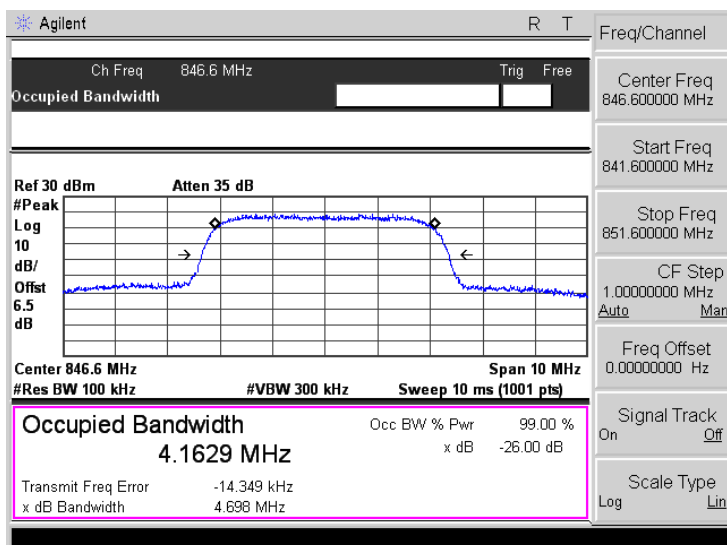 Agilent R T
Freq/Channel
Ch Freq 846.6 MHz Trig Free
Occupied Bandwidth
Center Freq
846.600000 MHz
Start Freq
841.600000 MHz
Stop Freq
851.600000 MHz
CF Step
1.00000000 MHz
Auto Man
Freq Offset
0.00000000 Hz
Signal Track
On Off
Scale Type
Log Lin
Ref 30 dBm Atten 35 dB
#Peak
Log
10
dB/
Offst
6.5
dB
Center 846.6 MHz Span 10 MHz
#Res BW 100 kHz #VBW 300 kHz Sweep 10 ms (1001 pts)
Occupied Bandwidth
4.1629 MHz
Occ BW % Pwr 99.00 %
x dB -26.00 dB
Transmit Freq Error -14.349 kHz
x dB Bandwidth 4.698 MHz